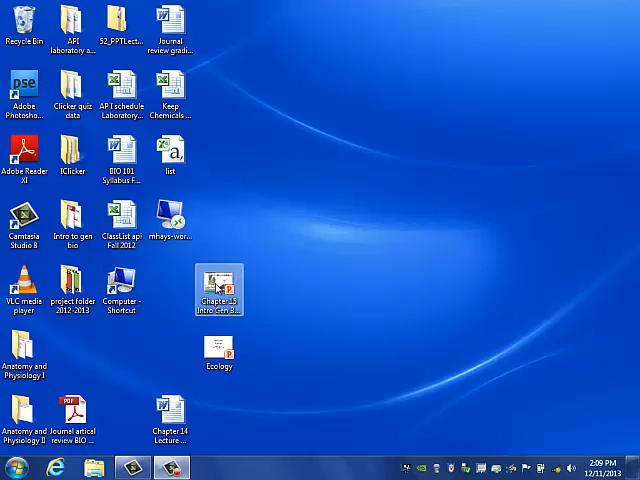 Recycle Bin
API
laboratory a...
52_PPTLect...
Journal
review gradi...
pse
Adobe
Photosho...
Clicker quiz
data
AP I schedule
Laboratory...
Keep
Chemicals ...
Adobe Reader
XI
IClicker
BIO 101
Syllabus F...
a,
list
Camtasia
Studio 8
Intro to gen
bio
ClassList api
Fall 2012
mhays-wor...
VLC media
player
project folder
2012-2013
Computer -
Shortcut
Chapter 15
Intro Gen B...
Anatomy and
Physiology I
Ecology
PDF
Anatomy and
Physiology II
Journal artical
review BIO ...
Chapter 14
Lecture ...
2:09 PM
12/11/2013